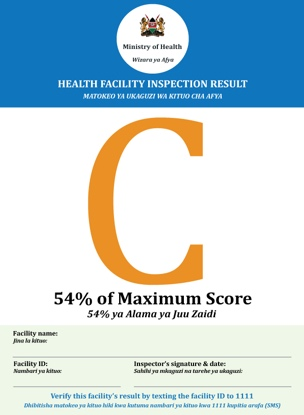 Ministry of Health
Wizara ya Afya
HEALTH FACILITY INSPECTION RESULT
MATOKEO YA UKAGUZI WA KITUO CHA AFYA
C
54% of Maximum Score
54% ya Alama ya Juu Zaidi
Facility name:
Jina la kituo:
Facility ID:
Nambari ya kituo:
Inspector's signature & date:
Sahihi ya mkaguzi na tarehe ya ukaguzi:
Verify this facility's result by texting the facility ID to 1111
Dhibitisha matokeo ya kituo hiki kwa kutuma nambari ya kituo kwa 1111 kupitia arafa (SMS)